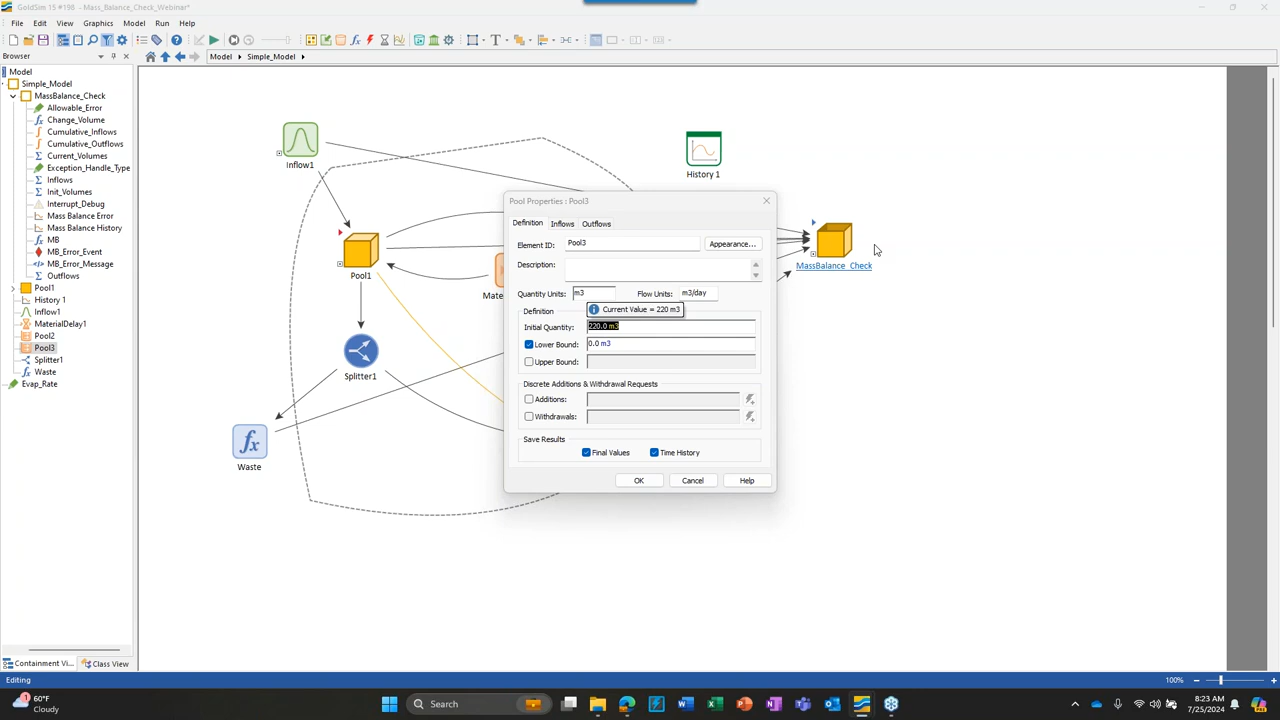 GoldSim 15 #198 - Mass_Balance_Check_Webinar*
File Edit View Graphics Model Run Help
Browser
Model Simple_Model
Model
Simple_Model
MassBalance_Check
Allowable_Error
Change_Volume
Cumulative_Inflows
Cumulative_Outflows
Current_Volumes
Exception_Handle_Type
Inflows
Init_Volumes
Interrupt_Debug
Mass Balance Error
Mass Balance History
MB
MB_Error_Event
MB_Error_Message
Outflows
Pool1
History 1
Inflow1
MaterialDelay1
Pool2
Pool3
Splitter1
Waste
Evap_Rate
Containment Vi...
Class View
Inflow1
History 1
Pool1
Mate
MassBalance_Check
Splitter1
Waste
Pool Properties : Pool3
Definition Inflows Outflows
Element ID: Pool3 Appearance...
Description:
Quantity Units: m3 Flow Units: m3/day
Definition
Current Value = 220 m3
Initial Quantity: 220.0 m3
Lower Bound: 0.0 m3
Upper Bound:
Discrete Additions & Withdrawal Requests
Additions:
Withdrawals:
Save Results
Final Values Time History
OK Cancel Help
Editing
100%
1
60°F
Cloudy
Search
8:23 AM
7/25/2024